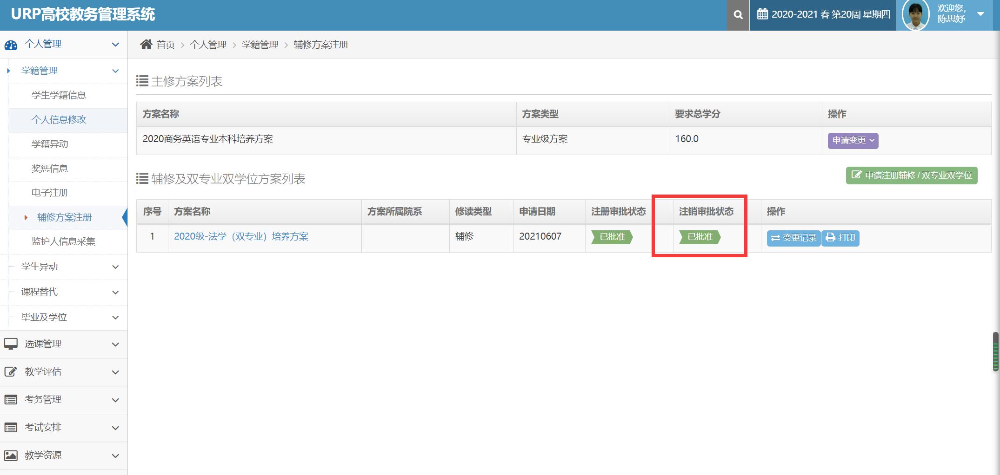 URP高校教务管理系统
2020-2021 春 第20周 星期四
欢迎您,
陈思妤
个人管理
首页 > 个人管理 > 学籍管理 > 辅修方案注册
学籍管理
学生学籍信息
个人信息修改
学籍异动
奖惩信息
电子注册
辅修方案注册
监护人信息采集
学生异动
课程替代
毕业及学位
选课管理
教学评估
考务管理
考试安排
教学资源
主修方案列表
方案名称 方案类型 要求总学分 操作
2020商务英语专业本科培养方案 专业级方案 160.0 申请变更
辅修及双专业双学位方案列表
申请注册辅修 / 双专业双学位
序号 方案名称 方案所属院系 修读类型 申请日期 注册审批状态 注销审批状态 操作
1 2020级-法学（双专业）培养方案 辅修 20210607 已批准 已批准 变更记录 打印